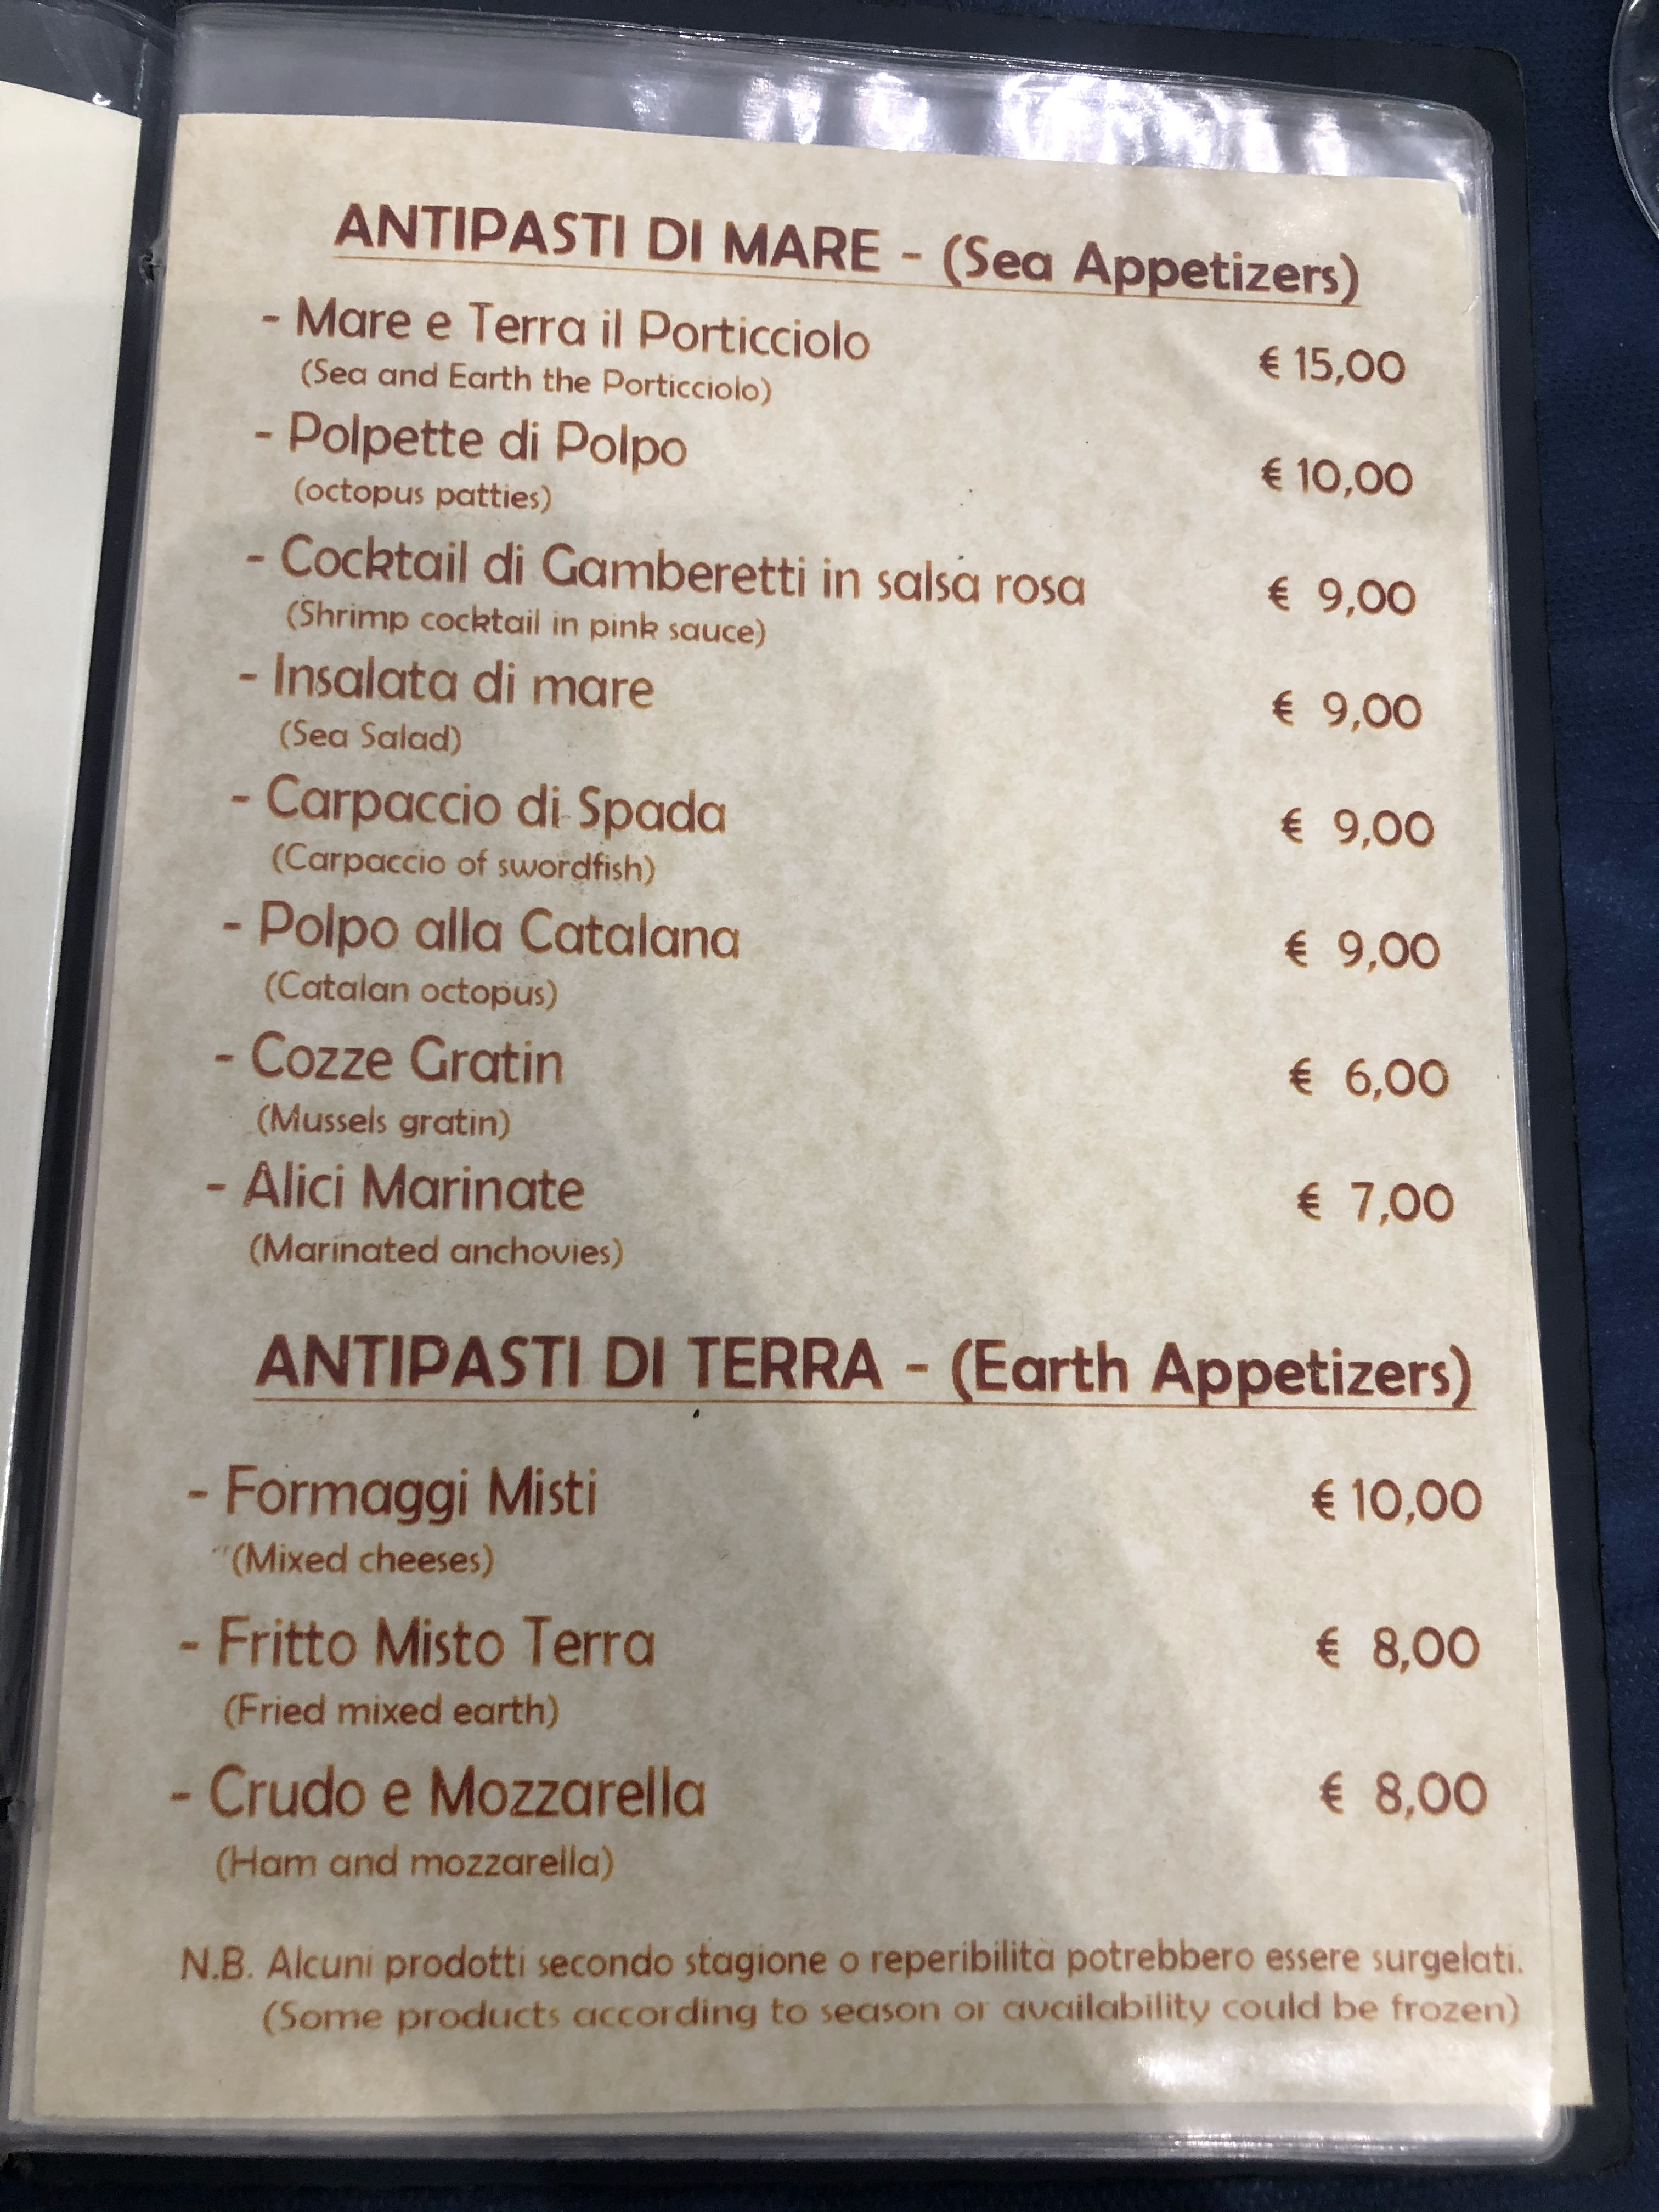 ANTIPASTI DI MARE - (Sea Appetizers)
- Mare e Terra il Porticciolo € 15,00
(Sea and Earth the Porticciolo)
- Polpette di Polpo € 10,00
(octopus patties)
- Cocktail di Gamberetti in salsa rosa € 9,00
(Shrimp cocktail in pink sauce)
- Insalata di mare € 9,00
(Sea Salad)
- Carpaccio di Spada € 9,00
(Carpaccio of swordfish)
- Polpo alla Catalana € 9,00
(Catalan octopus)
- Cozze Gratin € 6,00
(Mussels gratin)
- Alici Marinate € 7,00
(Marinated anchovies)
ANTIPASTI DI TERRA - (Earth Appetizers)
- Formaggi Misti € 10,00
(Mixed cheeses)
- Fritto Misto Terra € 8,00
(Fried mixed earth)
- Crudo e Mozzarella € 8,00
(Ham and mozzarella)
N.B. Alcuni prodotti secondo stagione o reperibilità potrebbero essere surgelati.
(Some products according to season or availability could be frozen)